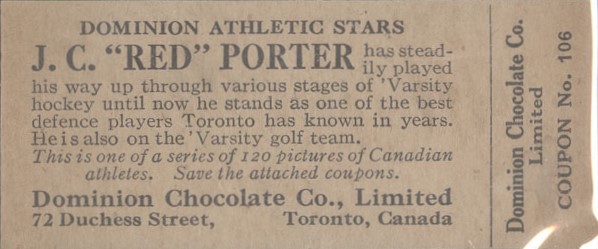 DOMINION ATHLETIC STARS
J. C. "RED" PORTER has stead-
ily played
his way up through various stages of 'Varsity
hockey until now he stands as one of the best
defence players Toronto has known in years.
He is also on the 'Varsity golf team.
This is one of a series of 120 pictures of Canadian
athletes. Save the attached coupons.
Dominion Chocolate Co., Limited
72 Duchess Street, Toronto, Canada
Dominion Chocolate Co.
Limited
COUPON No. 106